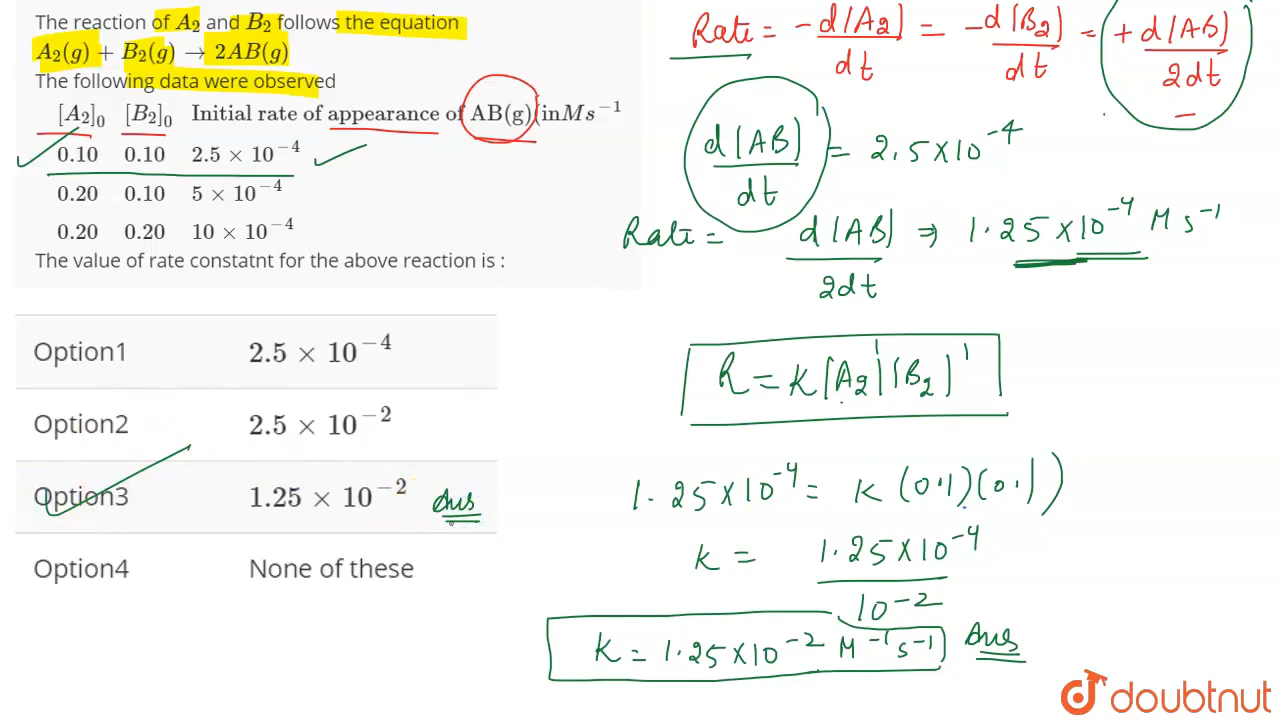 The reaction of A₂ and B₂ follows the equation
A₂(g) + B₂(g) → 2AB(g)
The following data were observed
[A₂]₀ [B₂]₀ Initial rate of appearance of AB(g)(inMs⁻¹
0.10 0.10 2.5 × 10⁻⁴
0.20 0.10 5 × 10⁻⁴
0.20 0.20 10 × 10⁻⁴
The value of rate constatnt for the above reaction is :
Option1 2.5 × 10⁻⁴
Option2 2.5 × 10⁻²
Option3 1.25 × 10⁻² Ans
Option4 None of these
Rate = -d[A₂]/dt = -d[B₂]/dt = +d[AB]/2dt
d[AB]/dt = 2.5×10⁻⁴
Rate = d[AB]/2dt ⇒ 1.25×10⁻⁴ M s⁻¹
R = K[A₂]¹[B₂]¹
1.25×10⁻⁴ = K(0.1)(0.1)
K = 1.25×10⁻⁴/10⁻²
K = 1.25×10⁻² M⁻¹s⁻¹ Ans
doubtnut